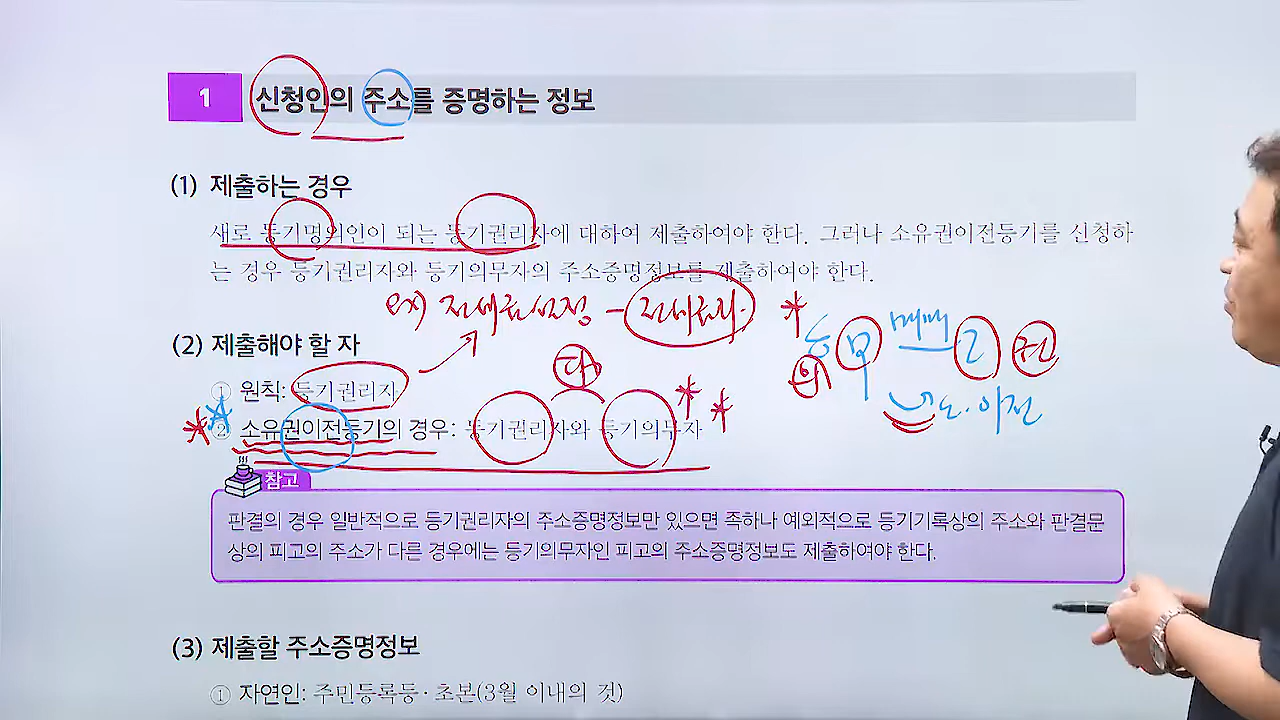 1 신청인의 주소를 증명하는 정보
(1) 제출하는 경우
새로 등기명의인이 되는 등기권리자에 대하여 제출하여야 한다. 그러나 소유권이전등기를 신청하
는 경우 등기권리자와 등기의무자의 주소증명정보를 제출하여야 한다.
예) 전세권설정 - 전세권자
(2) 제출해야 할 자
① 원칙: 등기권리자
② 소유권이전등기의 경우: 등기권리자와 등기의무자
다
매매
소.이전
참고
판결의 경우 일반적으로 등기권리자의 주소증명정보만 있으면 족하나 예외적으로 등기기록상의 주소와 판결문
상의 피고의 주소가 다른 경우에는 등기의무자인 피고의 주소증명정보도 제출하여야 한다.
(3) 제출할 주소증명정보
① 자연인: 주민등록등·초본(3월 이내의 것)